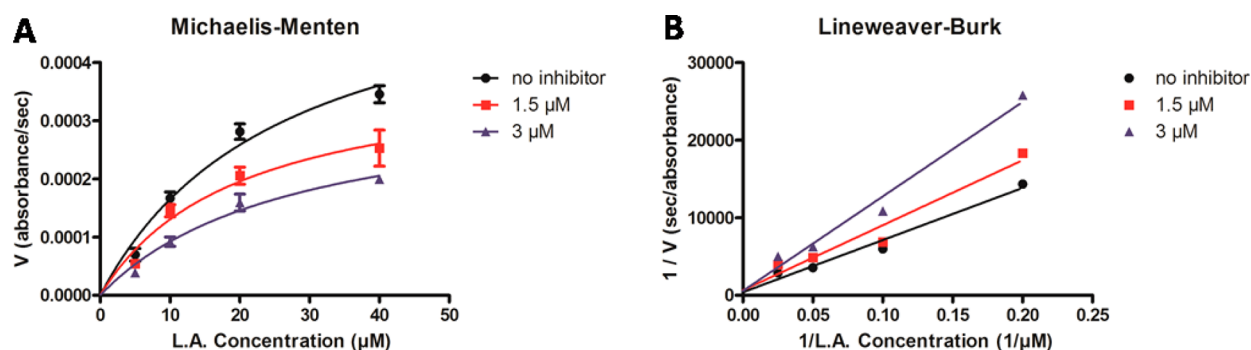 A
Michaelis-Menten
V (absorbance/sec)
0.0004
0.0003
0.0002
0.0001
0.0000
0 10 20 30 40 50
L.A. Concentration (µM)
no inhibitor
1.5 µM
3 µM
B
Lineweaver-Burk
1 / V (sec/absorbance)
30000
20000
10000
0
0.00 0.05 0.10 0.15 0.20 0.25
1/L.A. Concentration (1/µM)
no inhibitor
1.5 µM
3 µM